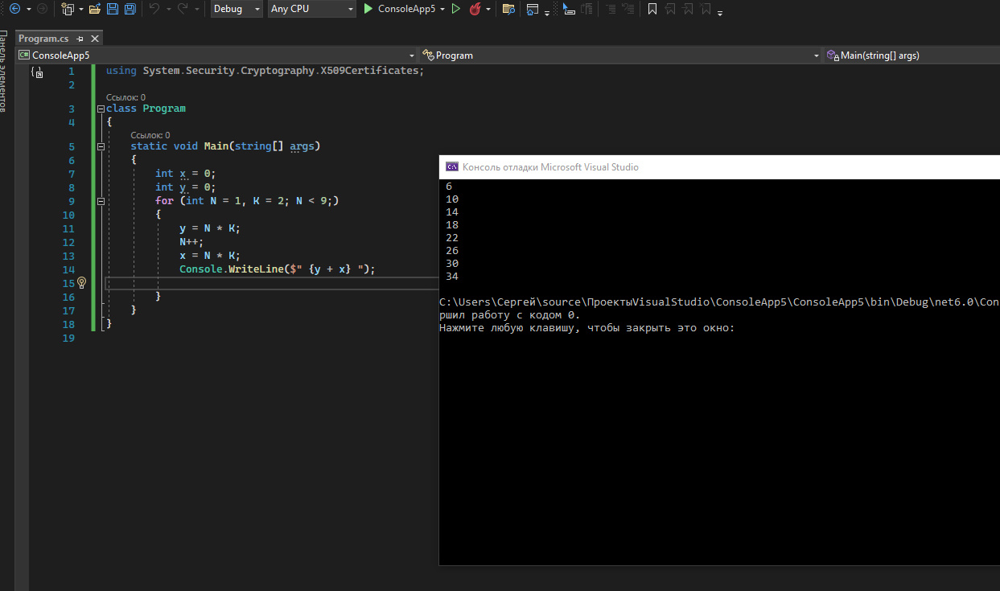 Debug
Any CPU
ConsoleApp5
Панель элементов
Program.cs
C# ConsoleApp5
Program
Main(string[] args)
1 using System.Security.Cryptography.X509Certificates;
2
Ссылок: 0
3 class Program
4 {
Ссылок: 0
5 static void Main(string[] args)
6 {
7 int x = 0;
8 int y = 0;
9 for (int N = 1, K = 2; N < 9;)
10 {
11 y = N * K;
12 N++;
13 x = N * K;
14 Console.WriteLine($" {y + x} ");
15
16 }
17 }
18 }
19
Консоль отладки Microsoft Visual Studio
6
10
14
18
22
26
30
34
C:\Users\Сергей\source\ПроектыVisualStudio\ConsoleApp5\ConsoleApp5\bin\Debug\net6.0\Con
ршил работу с кодом 0.
Нажмите любую клавишу, чтобы закрыть это окно: